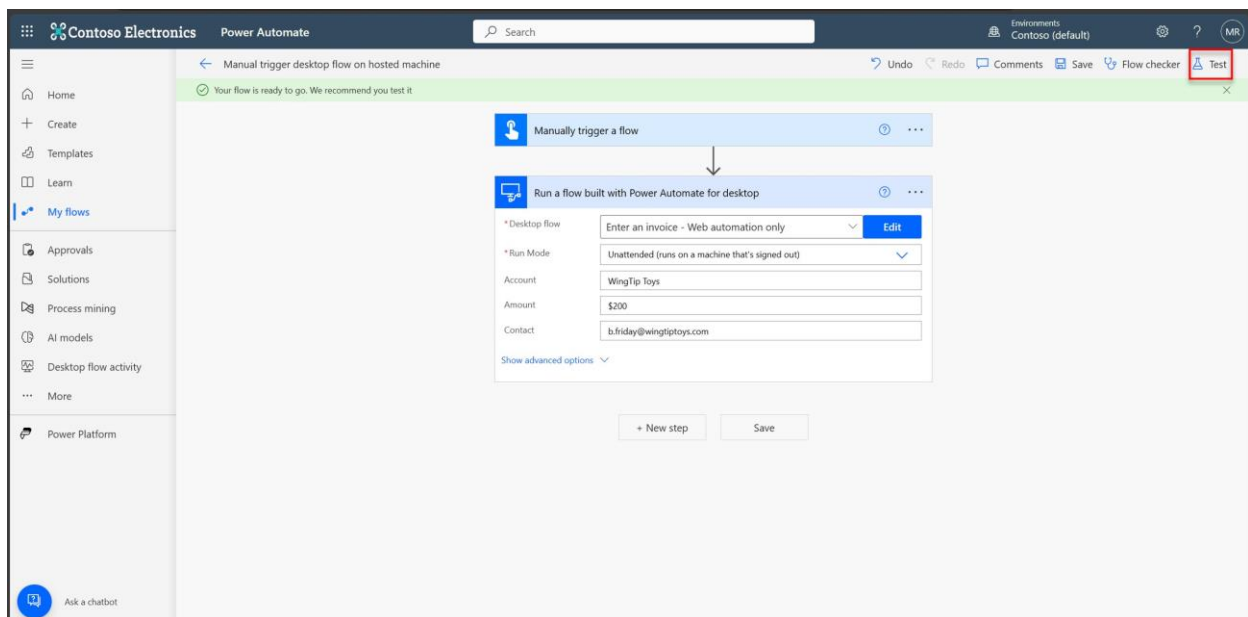 Contoso Electronics Power Automate
Search
Environments
Contoso (default)
?
MR
Manual trigger desktop flow on hosted machine
Undo Redo Comments Save Flow checker Test
Your flow is ready to go. We recommend you test it
Home
+ Create
Templates
Learn
My flows
Approvals
Solutions
Process mining
AI models
Desktop flow activity
More
Power Platform
Ask a chatbot
Manually trigger a flow
Run a flow built with Power Automate for desktop
* Desktop flow Enter an invoice - Web automation only Edit
* Run Mode Unattended (runs on a machine that's signed out)
Account WingTip Toys
Amount $200
Contact b.friday@wingtiptoys.com
Show advanced options
+ New step Save